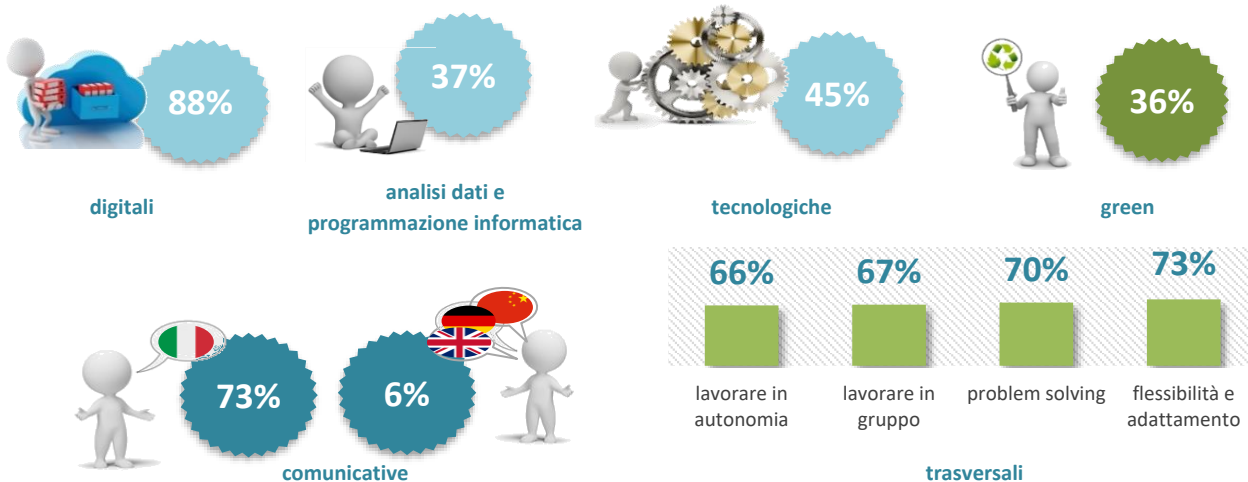 88%
37%
45%
36%
digitali
analisi dati e
programmazione informatica
tecnologiche
green
73%
6%
comunicative
66%
67%
70%
73%
lavorare in
autonomia
lavorare in
gruppo
problem solving
flessibilità e
adattamento
trasversali